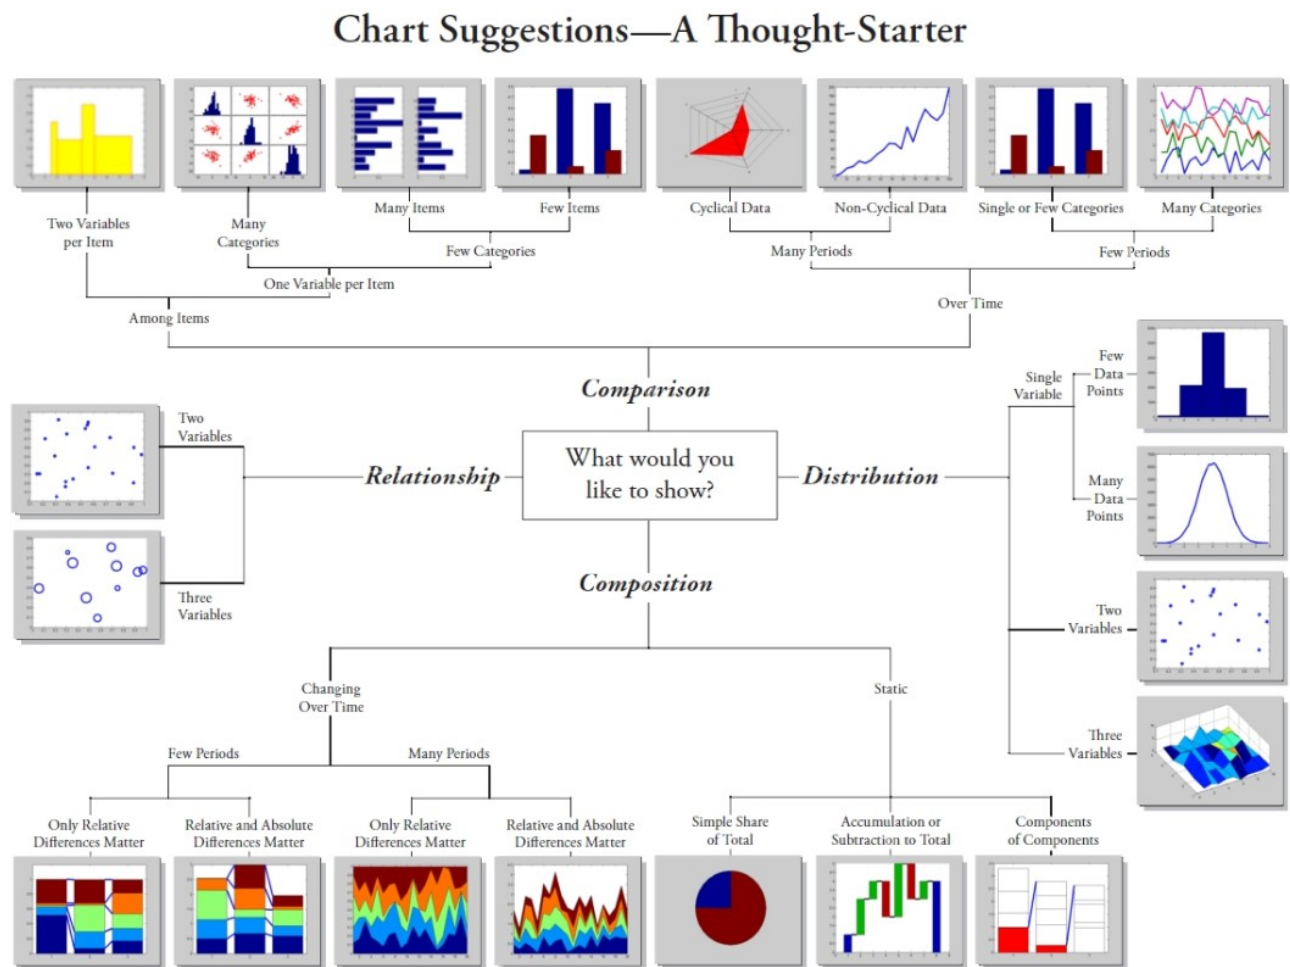 Chart Suggestions—A Thought-Starter
Two Variables
per Item
Many
Categories
Many Items
Few Items
Cyclical Data
Non-Cyclical Data
Single or Few Categories
Many Categories
Few Categories
Many Periods
Few Periods
One Variable per Item
Over Time
Among Items
Comparison
Single
Variable
Few
Data
Points
Two
Variables
Relationship
What would you
like to show?
Distribution
Many
Data
Points
Three
Variables
Composition
Two
Variables
Changing
Over Time
Static
Three
Variables
Few Periods
Many Periods
Only Relative
Differences Matter
Relative and Absolute
Differences Matter
Only Relative
Differences Matter
Relative and Absolute
Differences Matter
Simple Share
of Total
Accumulation or
Subtraction to Total
Components
of Components